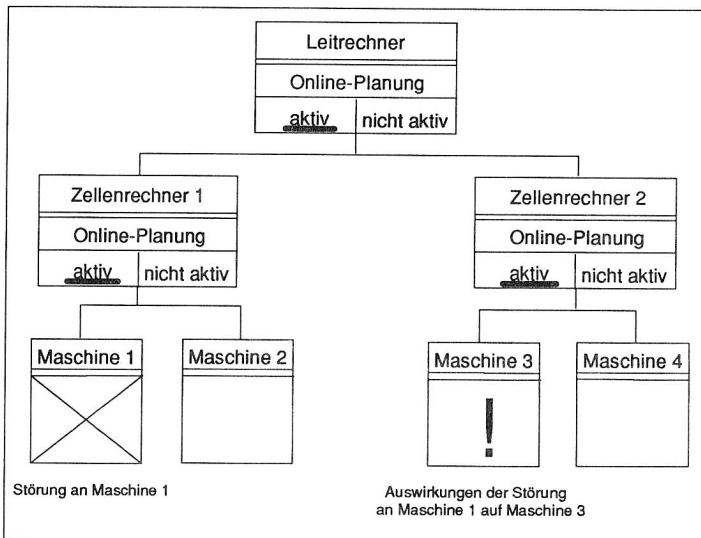 Leitrechner
Online-Planung
aktiv nicht aktiv
Zellenrechner 1
Online-Planung
aktiv nicht aktiv
Zellenrechner 2
Online-Planung
aktiv nicht aktiv
Maschine 1
Maschine 2
Maschine 3
!
Maschine 4
Störung an Maschine 1
Auswirkungen der Störung
an Maschine 1 auf Maschine 3